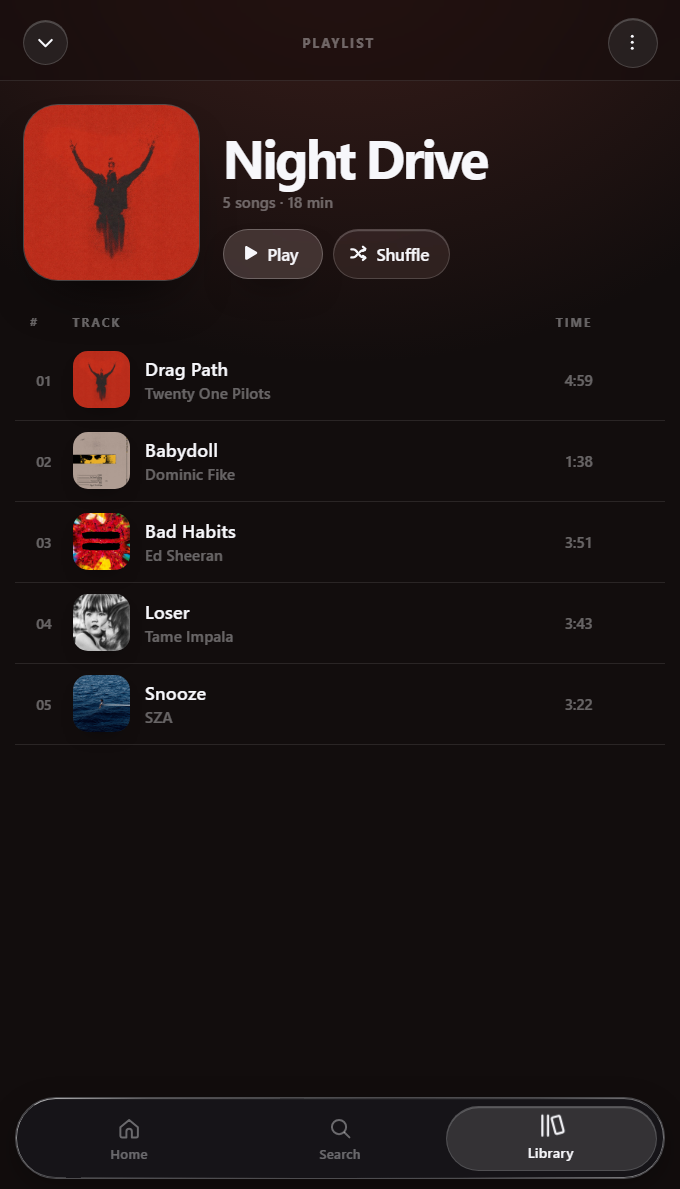 PLAYLIST
Night Drive
5 songs · 18 min
Play
Shuffle
# TRACK TIME
01 Drag Path 4:59
Twenty One Pilots
02 Babydoll 1:38
Dominic Fike
03 Bad Habits 3:51
Ed Sheeran
04 Loser 3:43
Tame Impala
05 Snooze 3:22
SZA
Home
Search
Library